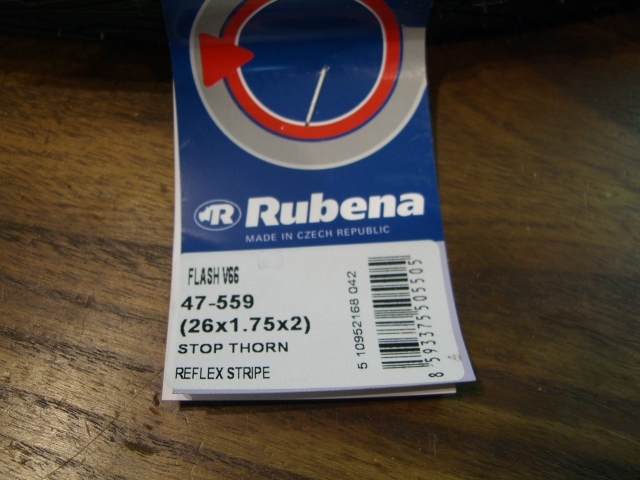 R Rubena
MADE IN CZECH REPUBLIC
FLASH V66
47-559
(26x1.75x2)
STOP THORN
REFLEX STRIPE
5 10952168 042
8 593375 505505